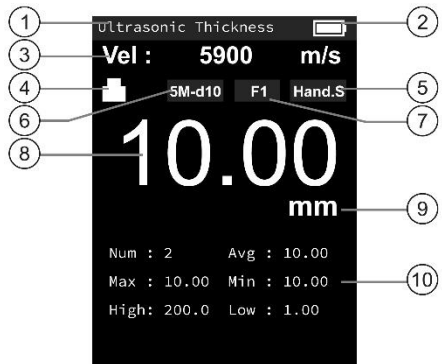 1 Ultrasonic Thickness 2
3 Vel : 5900 m/s
4 5M-d10 F1 Hand.S 5
6 7
8 10.00
mm 9
Num : 2 Avg : 10.00
Max : 10.00 Min : 10.00 10
High: 200.0 Low : 1.00